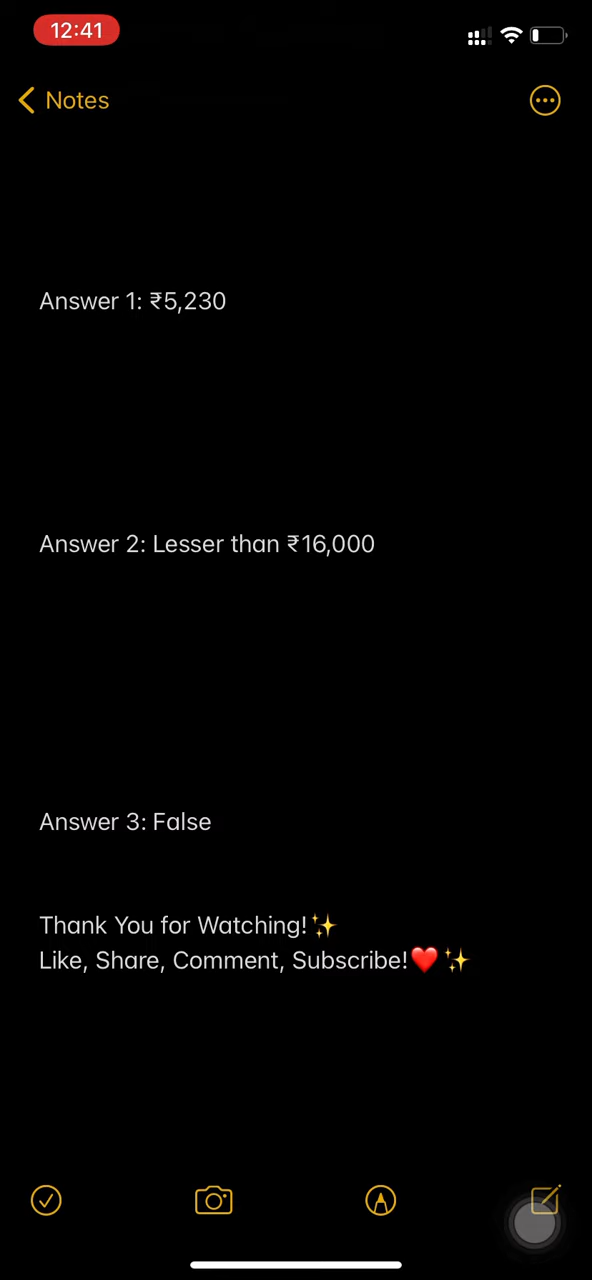 12:41
Notes
Answer 1: ₹5,230
Answer 2: Lesser than ₹16,000
Answer 3: False
Thank You for Watching!✨
Like, Share, Comment, Subscribe!❤️✨